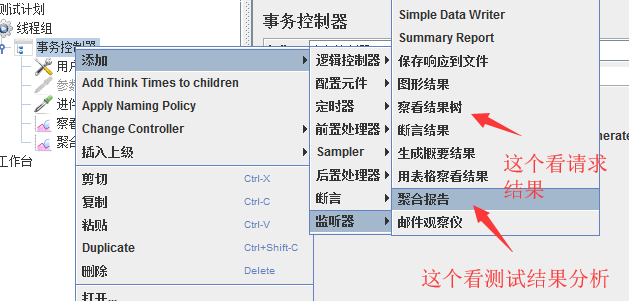 测试计划
线程组
事务控制器
用户
参数
进件
察看
聚合
工作台
事务控制器
添加
Add Think Times to children
Apply Naming Policy
Change Controller
插入上级
剪切 Ctrl-X
复制 Ctrl-C
粘贴 Ctrl-V
Duplicate Ctrl+Shift-C
删除 Delete
打开...
逻辑控制器
配置元件
定时器
前置处理器
Sampler
后置处理器
断言
监听器
Simple Data Writer
Summary Report
保存响应到文件
图形结果
察看结果树
断言结果
生成概要结果
用表格察看结果
聚合报告
邮件观察仪
enerate
这个看请求
结果
这个看测试结果分析